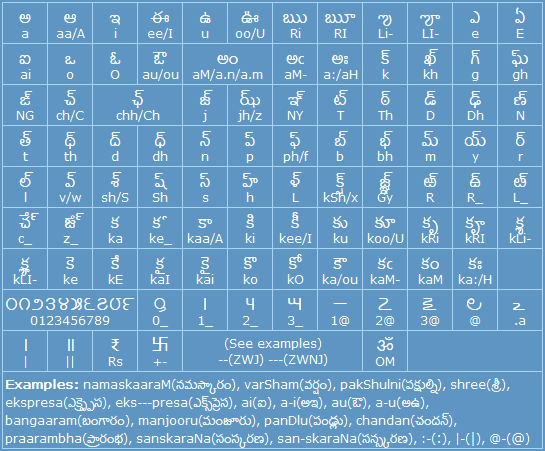 అ ఆ ఇ ఈ ఉ ఊ ఋ ౠ ఌ ౡ ఎ ఏ
a aa/A i ee/I u oo/U Ri RI Li- LI- e E
ఐ ఒ ఓ ఔ అం అఁ అః క్ ఖ్ గ్ ఘ్
ai o O au/ou aM/a.n/a.m aM- a:/aH k kh g gh
ఙ్ చ్ ఛ్ జ్ ఝ్ ఞ్ ట్ ఠ్ డ్ ఢ్ ణ్
NG ch/C chh/Ch j jh/z NY T Th D Dh N
త్ థ్ ద్ ధ్ న్ ప్ ఫ్ బ్ భ్ మ్ య్ ర్
t th d dh n p ph/f b bh m y r
ల్ వ్ శ్ ష్ స్ హ్ ళ్ క్ష్ జ్ఞ్ ఱ్
l v/w sh/S Sh s h L kSh/x Gy R R_ L_
ౘ ౙ క కా కి కీ కు కూ కృ కౄ కౢ
c_ z_ ka ke_ kaa/A ki kee/I ku koo/U kRi kRI kLI-
కౣ కె కే కై కొ కో కౌ కఁ కం కః
kLI- ke kE kaI kai ko kO ka/ou kaM- kaM ka:/H
౦౧౨౩౪౫౬౭౮౯ ౦ ౹ ౺ ౻
0123456789 0_ 1_ 2_ 3_ 1@ 2@ 3@ @ .a
। ॥ ₹ 卐 (See examples) ఓం
| || Rs +- --(ZWJ) ---(ZWNJ) OM
Examples: namaskaaraM(నమస్కారం), varSham(వర్షం), pakShulni(పక్షుల్ని), shree(శ్రీ),
ekspresa(ఎక్స్ప్రెస), eks---presa(ఎక్స్‌ప్రెస), ai(ఐ), a-i(అఇ), au(ఔ), a-u(అఉ),
bangaaram(బంగారం), manjooru(మంజూరు), panDlu(పండ్లు), chandan(చందన్),
praarambha(ప్రారంభ), sanskaraNa(సంస్కరణ), san-skaraNa(సన్స్కరణ), :-(:), |-(|), @-(@)